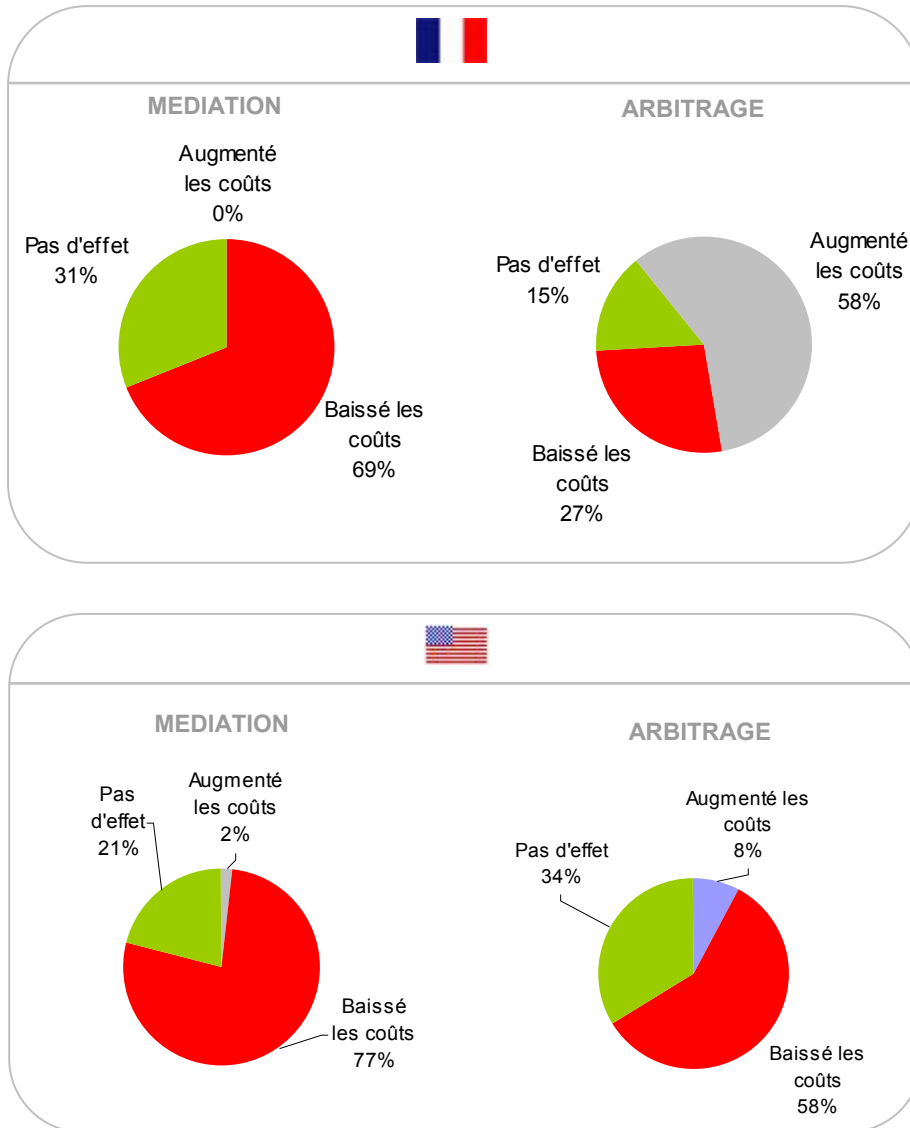 MEDIATION
Augmenté
les coûts
0%
Pas d'effet
31%
Baissé les
coûts
69%
ARBITRAGE
Augmenté
les coûts
58%
Pas d'effet
15%
Baissé les
coûts
27%
MEDIATION
Augmenté
les coûts
2%
Pas
d'effet
21%
Baissé
les coûts
77%
ARBITRAGE
Augmenté les
coûts
8%
Pas d'effet
34%
Baissé les
coûts
58%